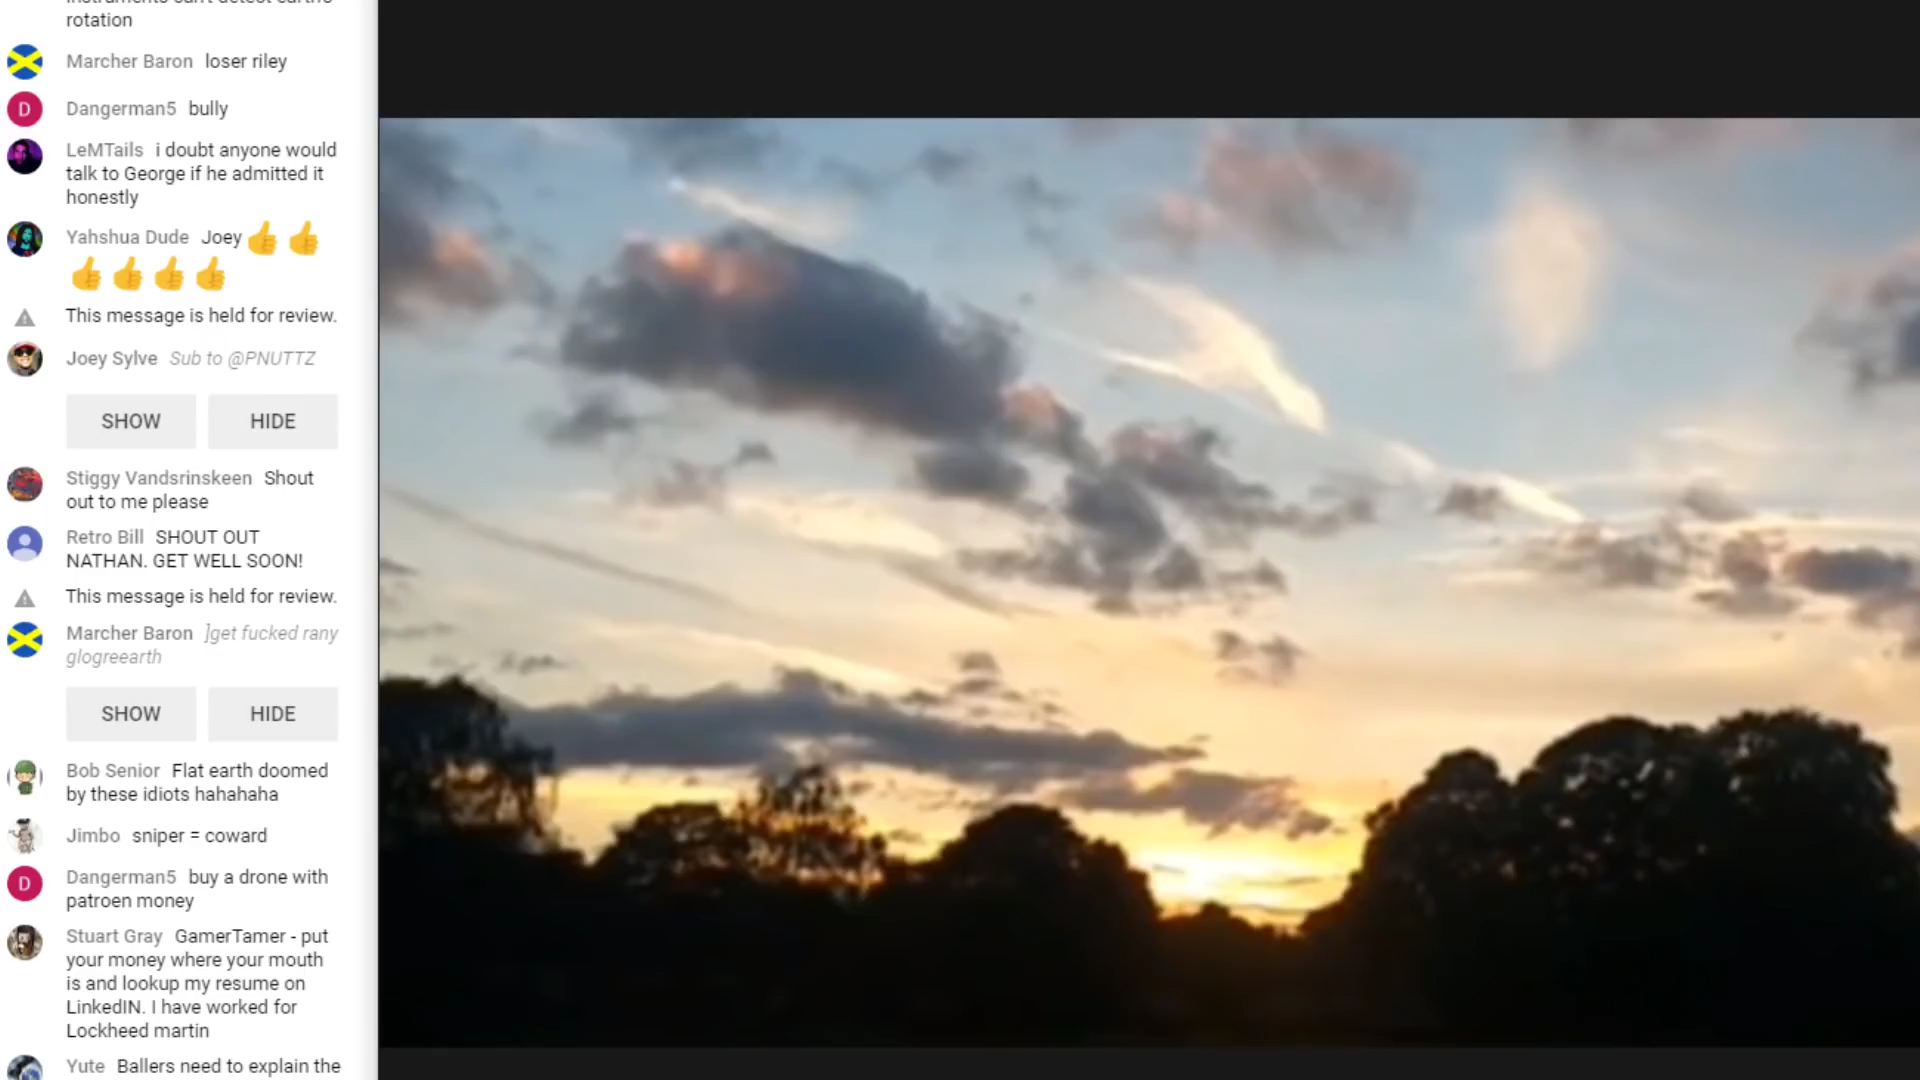 rotation
Marcher Baron loser riley
D
Dangerman5 bully
LeMTails i doubt anyone would
talk to George if he admitted it
honestly
Yahshua Dude Joey 👍 👍
👍 👍 👍 👍
This message is held for review.
Joey Sylve Sub to @PNUTTZ
SHOW HIDE
Stiggy Vandsrinskeen Shout
out to me please
Retro Bill SHOUT OUT
NATHAN. GET WELL SOON!
This message is held for review.
Marcher Baron ]get fucked rany
glogreearth
SHOW HIDE
Bob Senior Flat earth doomed
by these idiots hahahaha
Jimbo sniper = coward
D
Dangerman5 buy a drone with
patroen money
Stuart Gray GamerTamer - put
your money where your mouth
is and lookup my resume on
LinkedIN. I have worked for
Lockheed martin
Yute Ballers need to explain the